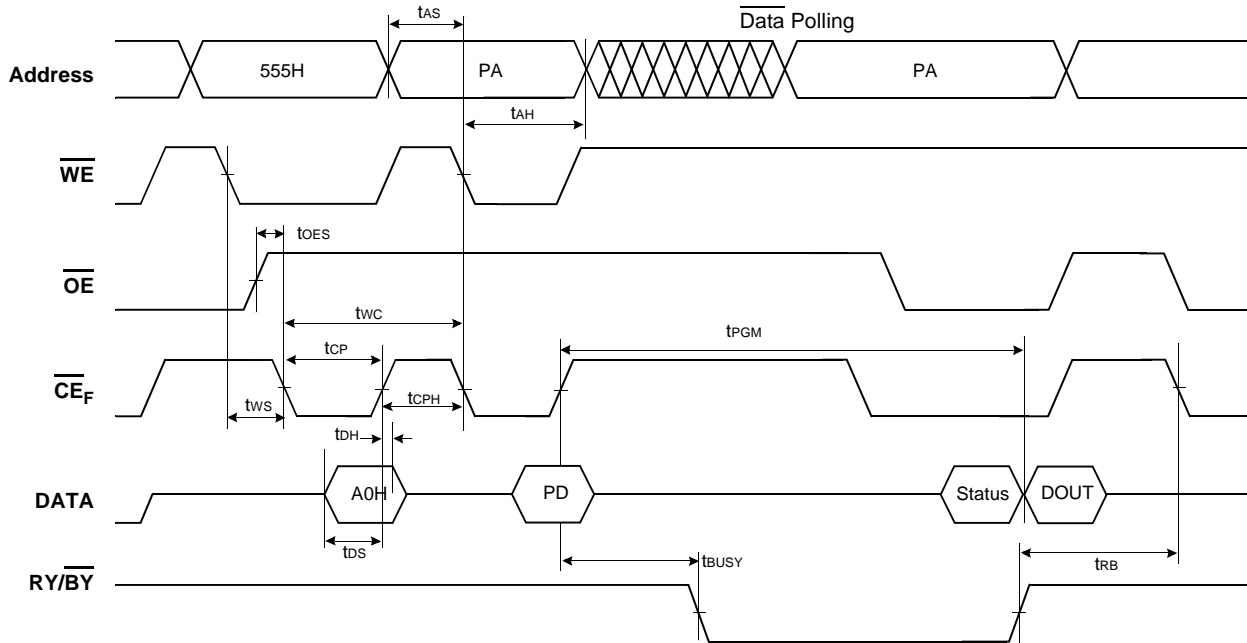 tAS
Data Polling
Address
555H
PA
PA
tAH
WE
tOES
OE
tWC
tPGM
tCP
CEF
tWS
tCPH
tDH
DATA
A0H
PD
Status
DOUT
tDS
tBUSY
tRB
RY/BY